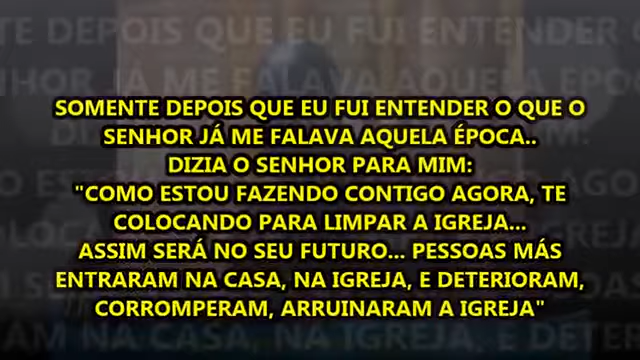 SOMENTE DEPOIS QUE EU FUI ENTENDER O QUE O
SENHOR JÁ ME FALAVA AQUELA ÉPOCA..
DIZIA O SENHOR PARA MIM:
"COMO ESTOU FAZENDO CONTIGO AGORA, TE
COLOCANDO PARA LIMPAR A IGREJA...
ASSIM SERÁ NO SEU FUTURO... PESSOAS MÁS
ENTRARAM NA CASA, NA IGREJA, E DETERIORAM,
CORROMPERAM, ARRUINARAM A IGREJA"